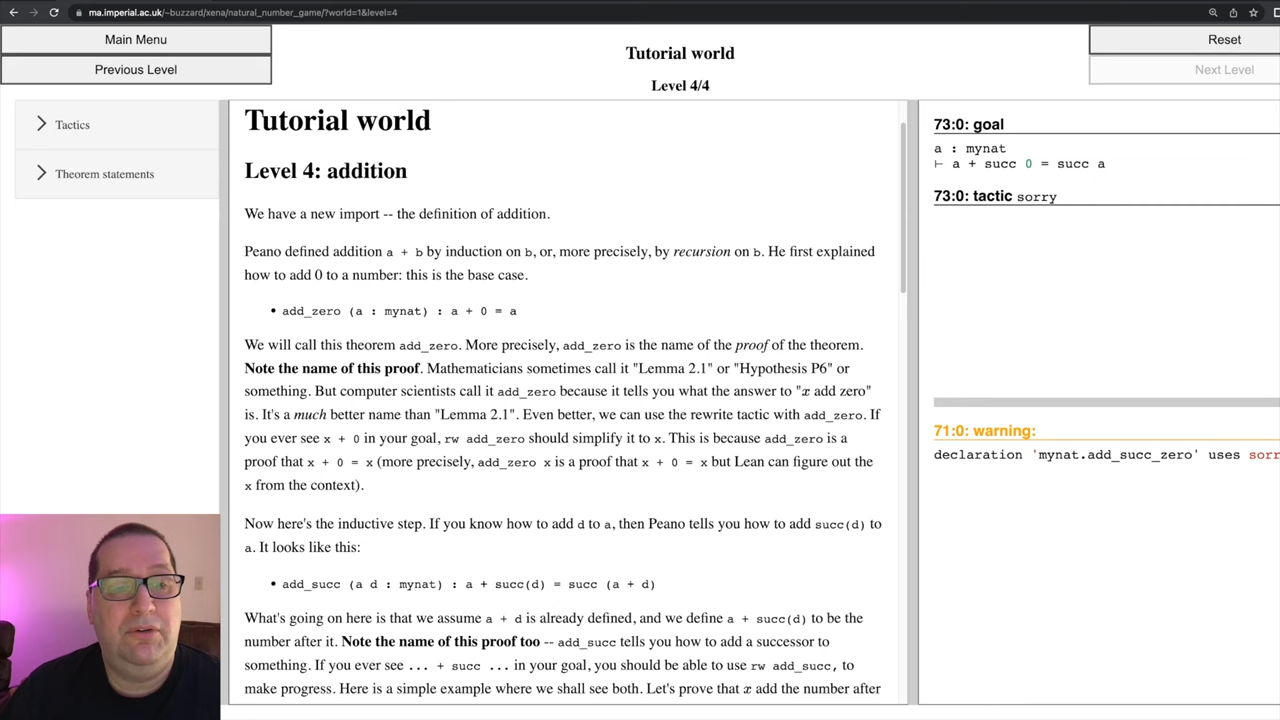 ma.imperial.ac.uk/~buzzard/xena/natural_number_game/?world=1&level=4
Main Menu
Previous Level
Tutorial world
Level 4/4
Reset
Next Level
Tactics
Theorem statements
Tutorial world
Level 4: addition
We have a new import -- the definition of addition.
Peano defined addition a + b by induction on b, or, more precisely, by recursion on b. He first explained
how to add 0 to a number: this is the base case.
• add_zero (a : mynat) : a + 0 = a
We will call this theorem add_zero. More precisely, add_zero is the name of the proof of the theorem.
Note the name of this proof. Mathematicians sometimes call it "Lemma 2.1" or "Hypothesis P6" or
something. But computer scientists call it add_zero because it tells you what the answer to "x add zero"
is. It's a much better name than "Lemma 2.1". Even better, we can use the rewrite tactic with add_zero. If
you ever see x + 0 in your goal, rw add_zero should simplify it to x. This is because add_zero is a
proof that x + 0 = x (more precisely, add_zero x is a proof that x + 0 = x but Lean can figure out the
x from the context).
Now here's the inductive step. If you know how to add d to a, then Peano tells you how to add succ(d) to
a. It looks like this:
• add_succ (a d : mynat) : a + succ(d) = succ (a + d)
What's going on here is that we assume a + d is already defined, and we define a + succ(d) to be the
number after it. Note the name of this proof too -- add_succ tells you how to add a successor to
something. If you ever see ... + succ ... in your goal, you should be able to use rw add_succ, to
make progress. Here is a simple example where we shall see both. Let's prove that x add the number after
73:0: goal
a : mynat
⊢ a + succ 0 = succ a
73:0: tactic sorry
71:0: warning:
declaration 'mynat.add_succ_zero' uses sorr